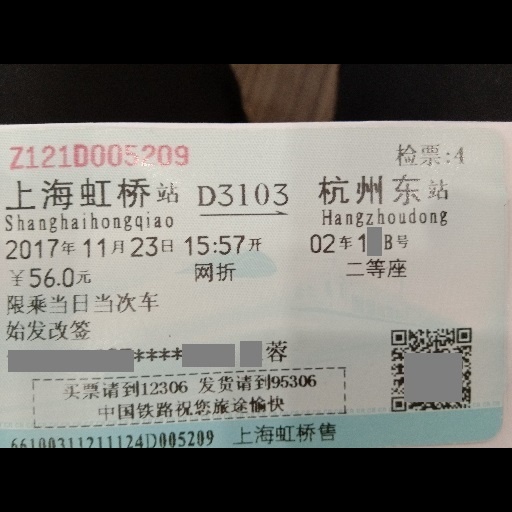 Z121D005209
检票:4
上海虹桥站 D3103 杭州东站
Shanghaihongqiao Hangzhoudong
2017年11月23日 15:57开 02车1 B号
￥56.0元 网折 二等座
限乘当日当次车
始发改签
**** 蓉
买票请到12306 发货请到95306
中国铁路祝您旅途愉快
66100311211124D005209 上海虹桥售